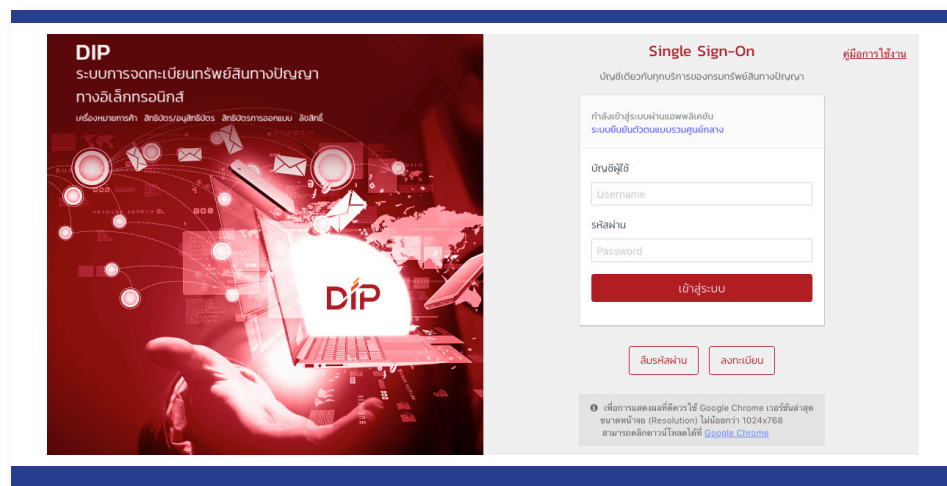 DIP
ระบบการจดทะเบียนทรัพย์สินทางปัญญา
ทางอิเล็กทรอนิกส์
เครื่องหมายการค้า สิทธิบัตร/อนุสิทธิบัตร สิทธิบัตรการออกแบบ ลิขสิทธิ์
DIP
Single Sign-On
คู่มือการใช้งาน
บัญชีเดียวกับทุกบริการของกรมทรัพย์สินทางปัญญา
กำลังเข้าสู่ระบบผ่านแอพพลิเคชัน
ระบบยืนยันตัวตนแบบรวมศูนย์กลาง
บัญชีผู้ใช้
Username
รหัสผ่าน
Password
เข้าสู่ระบบ
ลืมรหัสผ่าน
ลงทะเบียน
เพื่อการแสดงผลที่ดีควรใช้ Google Chrome เวอร์ชันล่าสุด
ขนาดหน้าจอ (Resolution) ไม่น้อยกว่า 1024x768
สามารถคลิกดาวน์โหลดได้ที่ Google Chrome